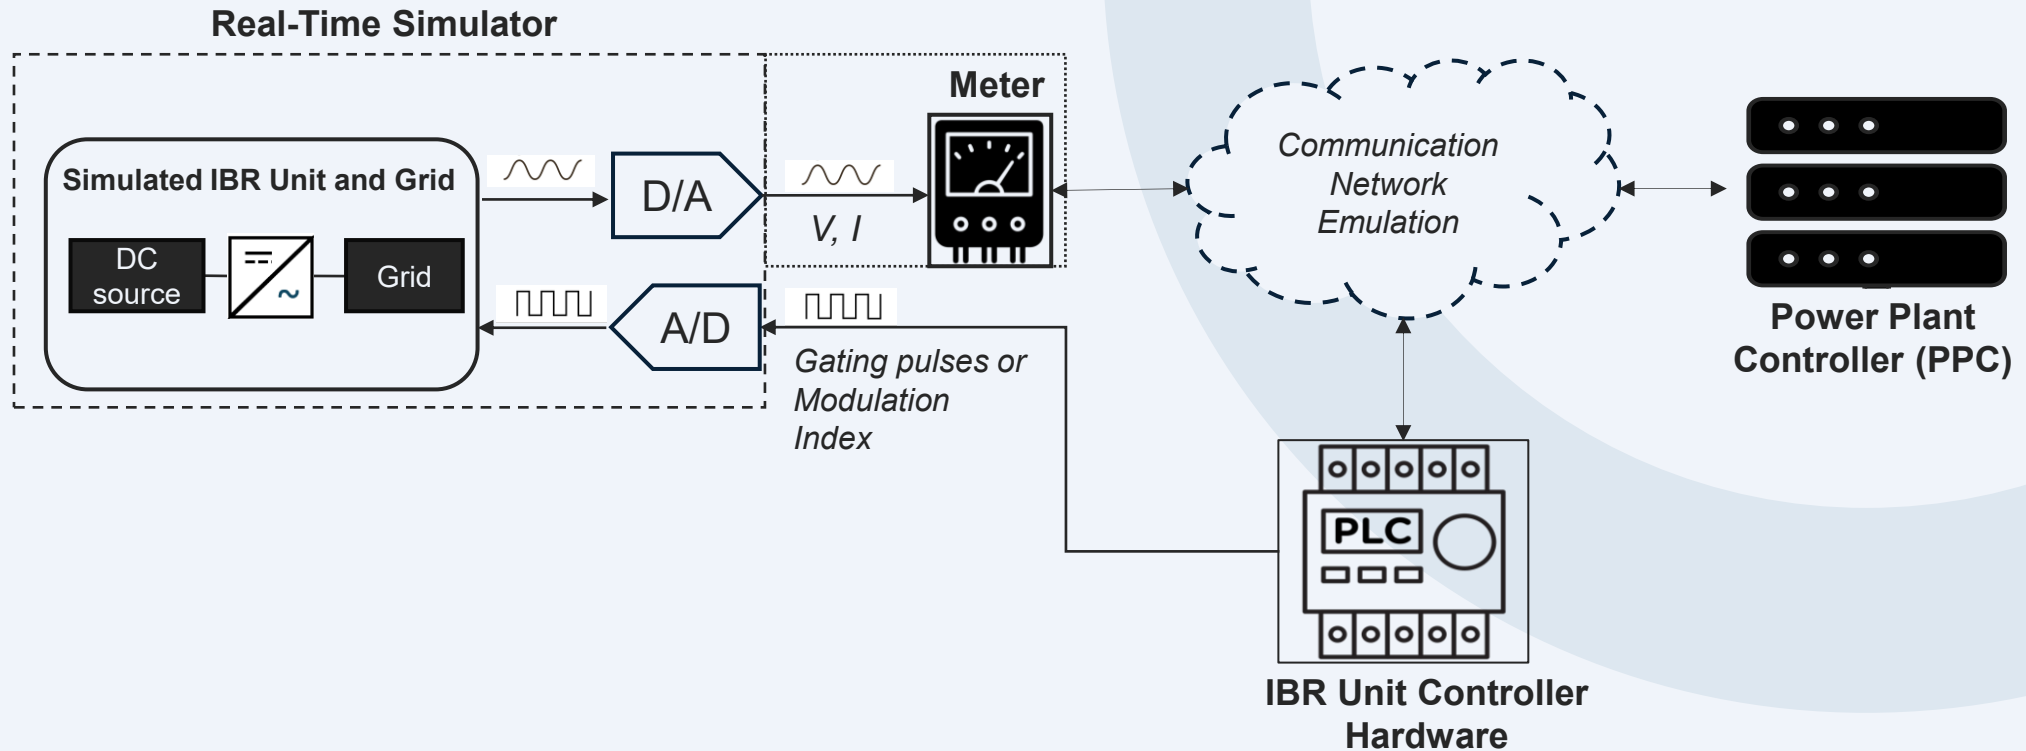 Real-Time Simulator
Meter
Simulated IBR Unit and Grid
DC
source
Grid
D/A
V, I
A/D
Gating pulses or
Modulation
Index
Communication
Network
Emulation
Power Plant
Controller (PPC)
PLC
IBR Unit Controller
Hardware